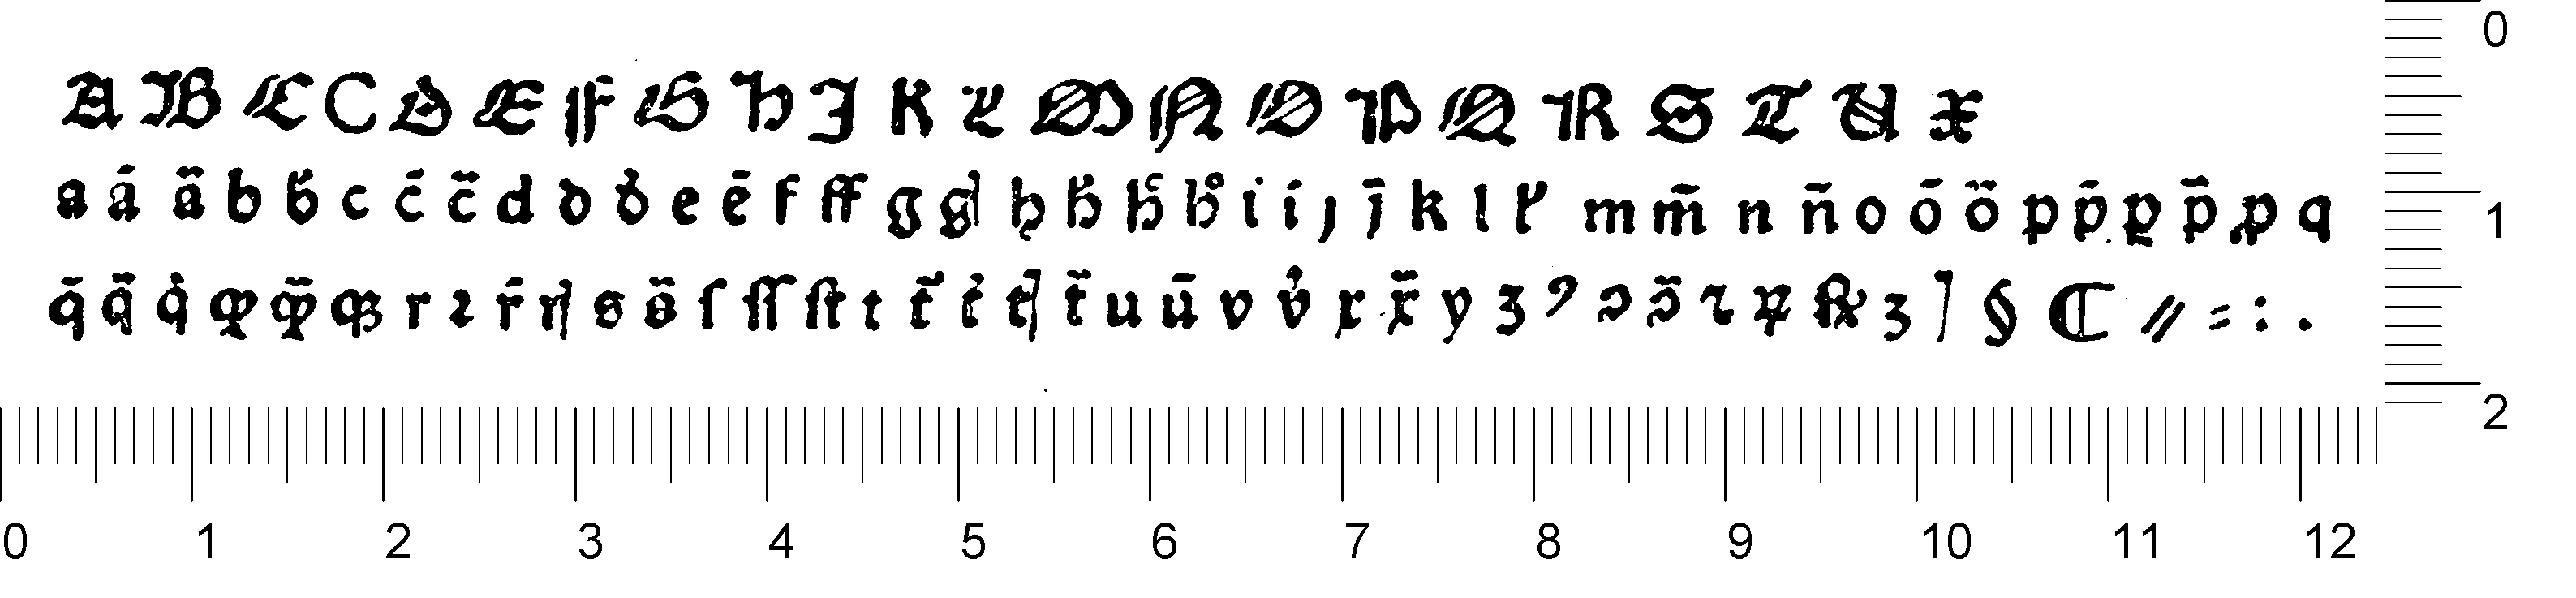 A B C C D E F G H I K L M N O P Q R S T U X
a á ä b b̃ c c̄ c̈ d d d̓ e ē f ff g gl h h̃ h̃ h̊ i í j j̄ k l l m m̄ n ñ o ō ö p p̄ ꝑ p̃ ꝓ q
q̄ q̈ q̇ r ꝛ r̄ s s̈ ſ ſſ ſt t t̃ u ū v v̓ x x̄ y ꝫ ꝰ ɔ ɔ̈ ʒ § ℂ // = : .
0 1 2
0 1 2 3 4 5 6 7 8 9 10 11 12